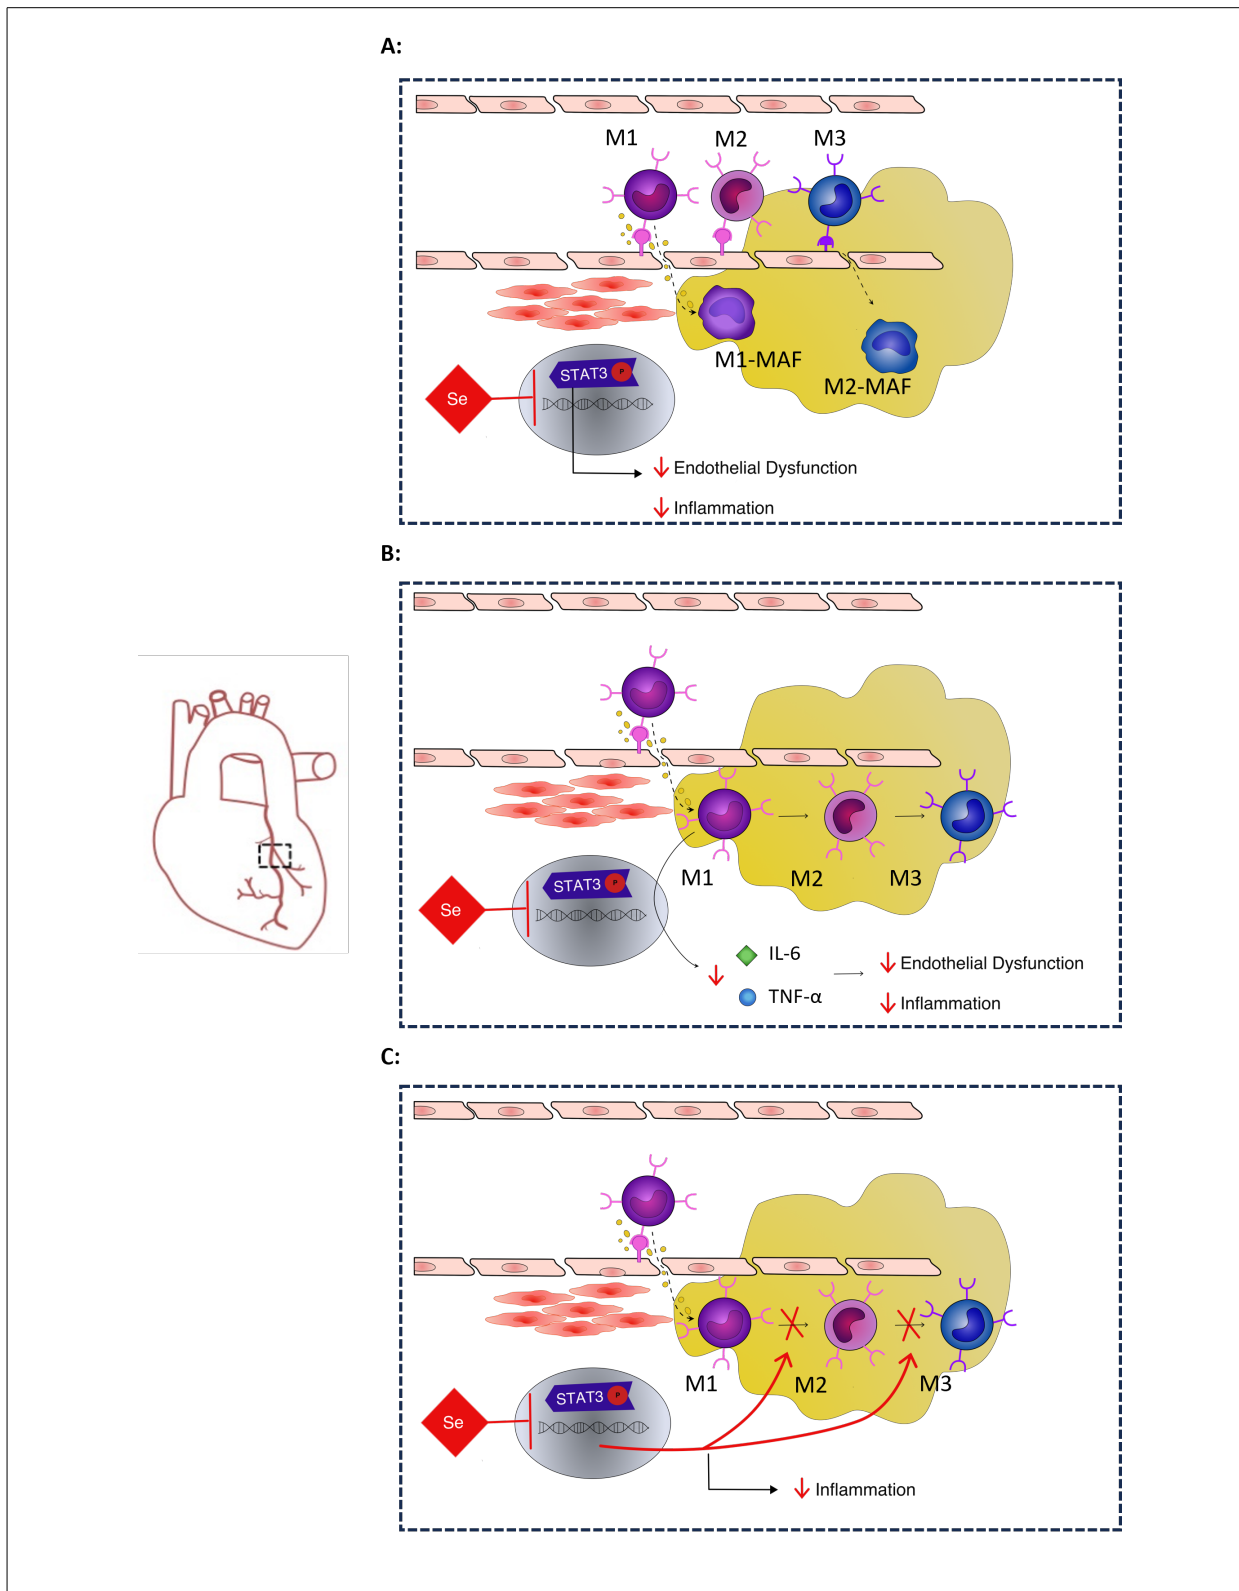 A:
M1 M2 M3
M1-MAF
M2-MAF
STAT3 P
Se
Endothelial Dysfunction
Inflammation
B:
STAT3 P
Se
M1 M2 M3
IL-6
TNF-α
Endothelial Dysfunction
Inflammation
C:
M1 M2 M3
STAT3 P
Se
Inflammation